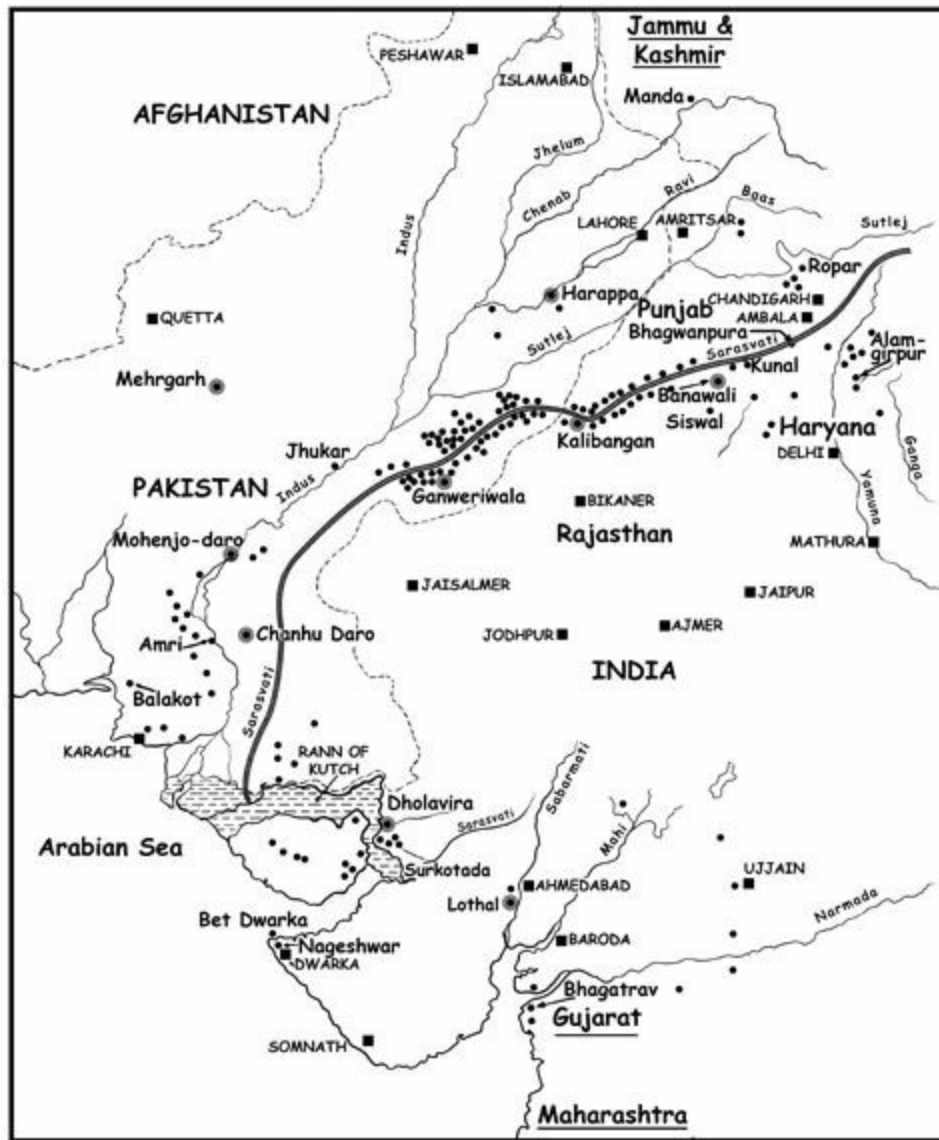 Jammu &
Kashmir
PESHAWAR
ISLAMABAD
Manda
AFGHANISTAN
Jhelum
Chenab
Ravi
Baas
Indus
LAHORE
AMRITSAR
Sutlej
Ropar
Harappa
Punjab
CHANDIGARH
QUETTA
AMBALA
Bhagwanpura
Sutlej
Sarasvati
Alam-
girpur
Kunal
Mehrgarh
Banawali
Siswal
Kalibangan
Haryana
Jhukar
DELHI
Ganga
Indus
PAKISTAN
Ganweriwala
BIKANER
Yamuna
Rajasthan
Mohenjo-daro
MATHURA
JAISALMER
JAIPUR
AJMER
Chanhu Daro
JODHPUR
Amri
INDIA
Balakot
Sarasvati
KARACHI
RANN OF
KUTCH
Sabarmati
Dholavira
Mahi
Arabian Sea
Sarasvati
Surkotada
UJJAIN
AHMEDABAD
Lothal
Narmada
Bet Dwarka
BARODA
Nageshwar
DWARKA
Bhagatrav
Gujarat
SOMNATH
Maharashtra